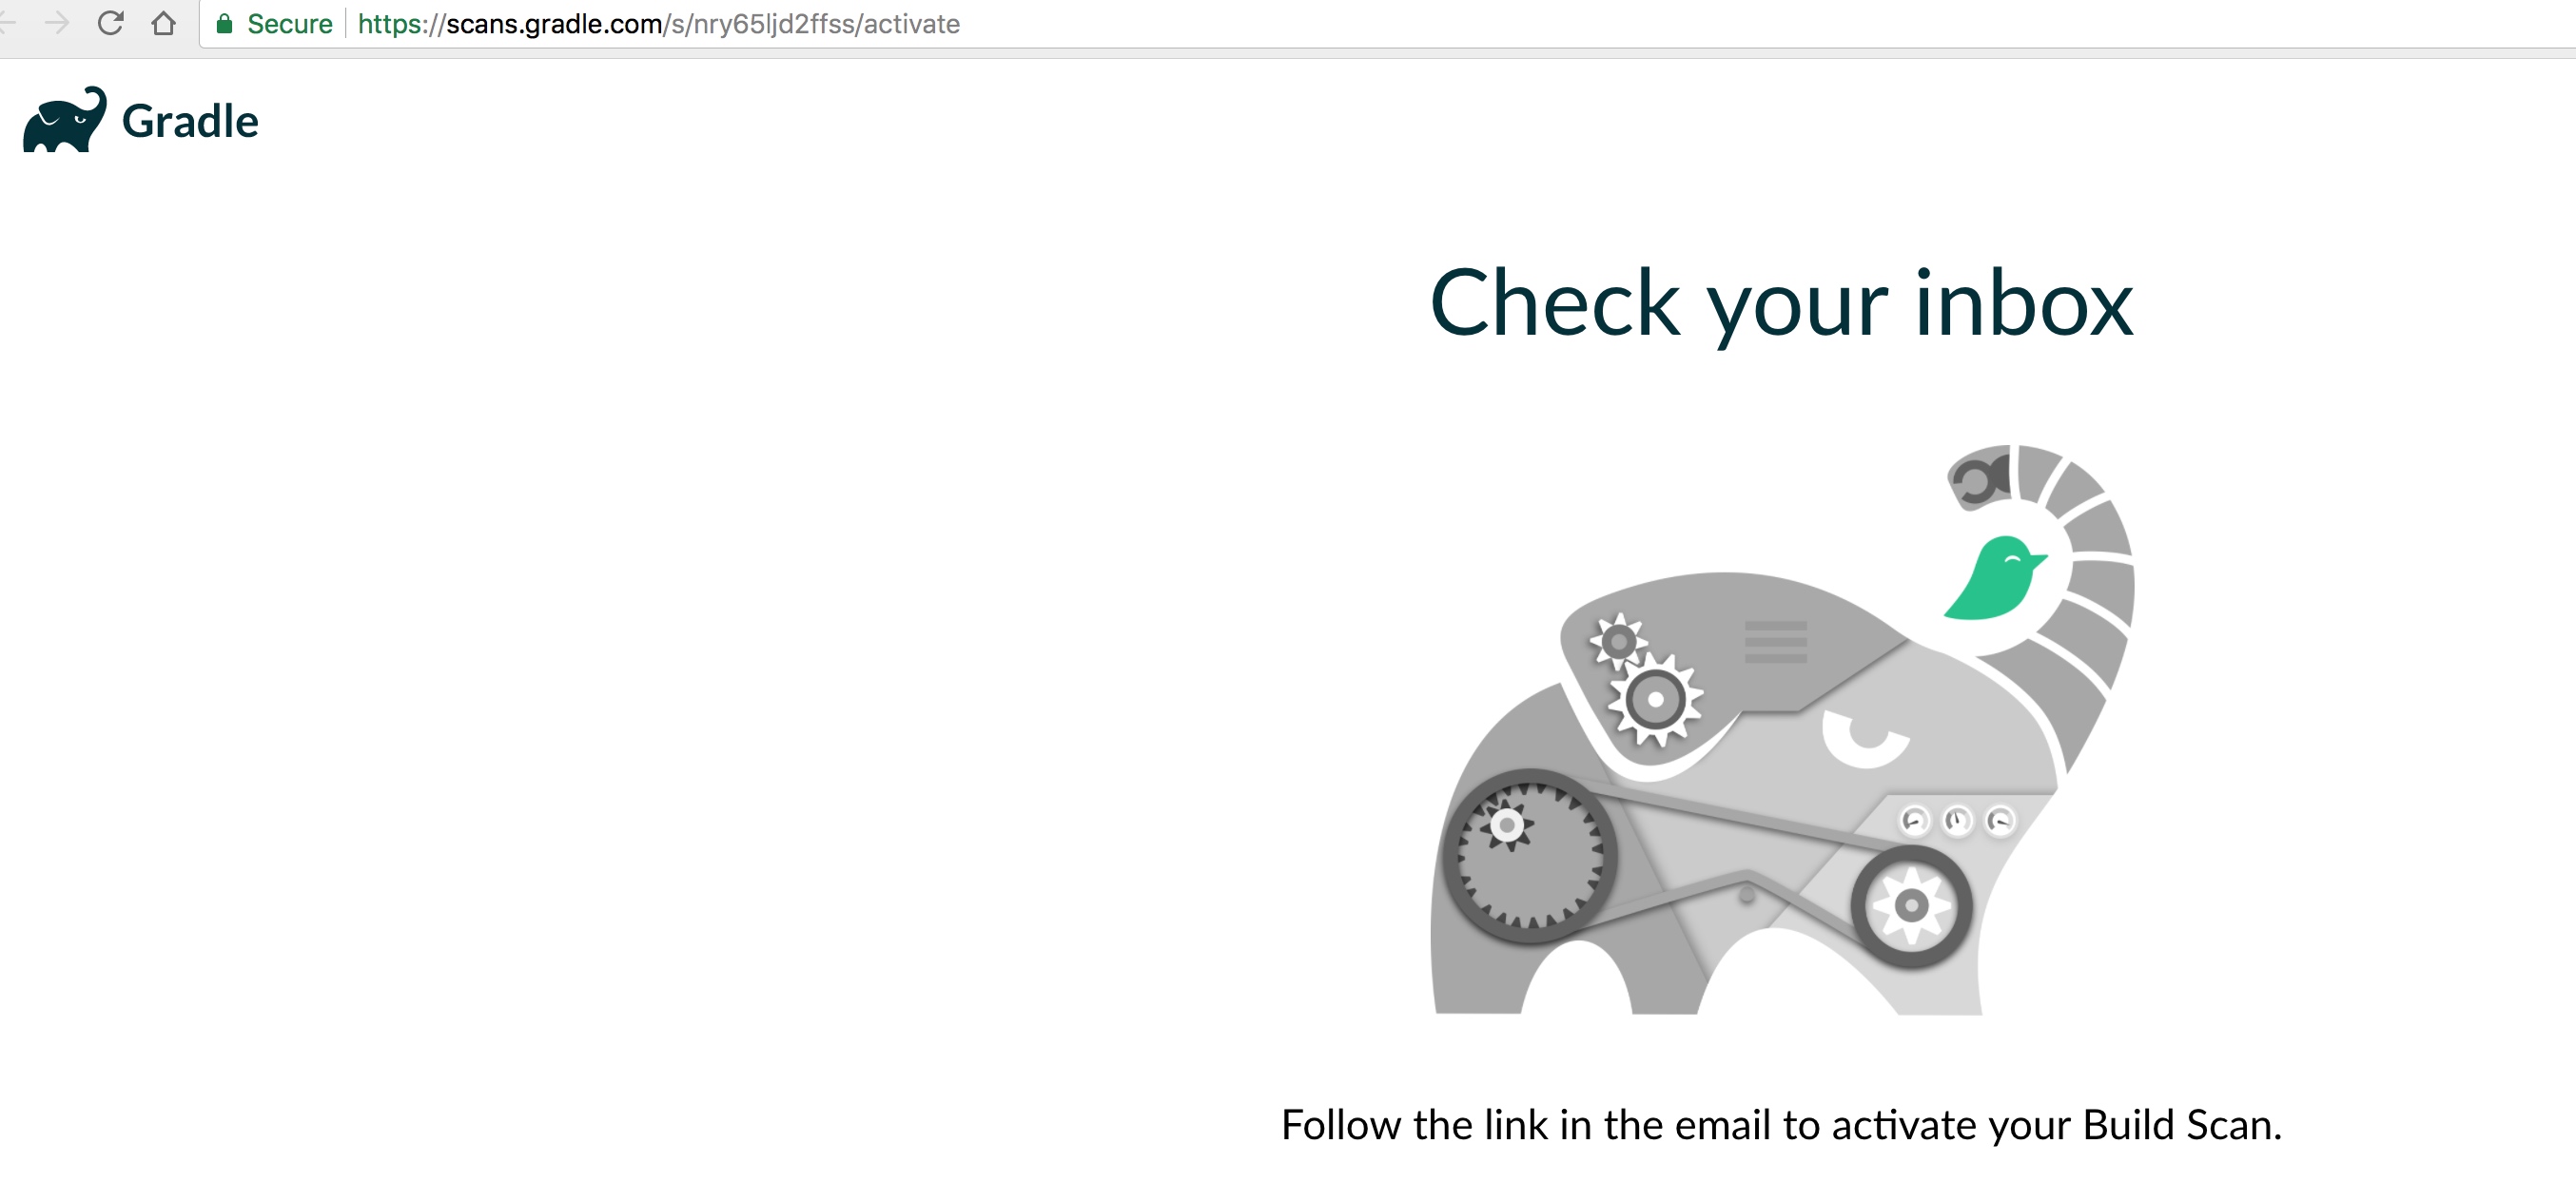 Secure https://scans.gradle.com/s/nry65ljd2ffss/activate
Gradle
Check your inbox
Follow the link in the email to activate your Build Scan.